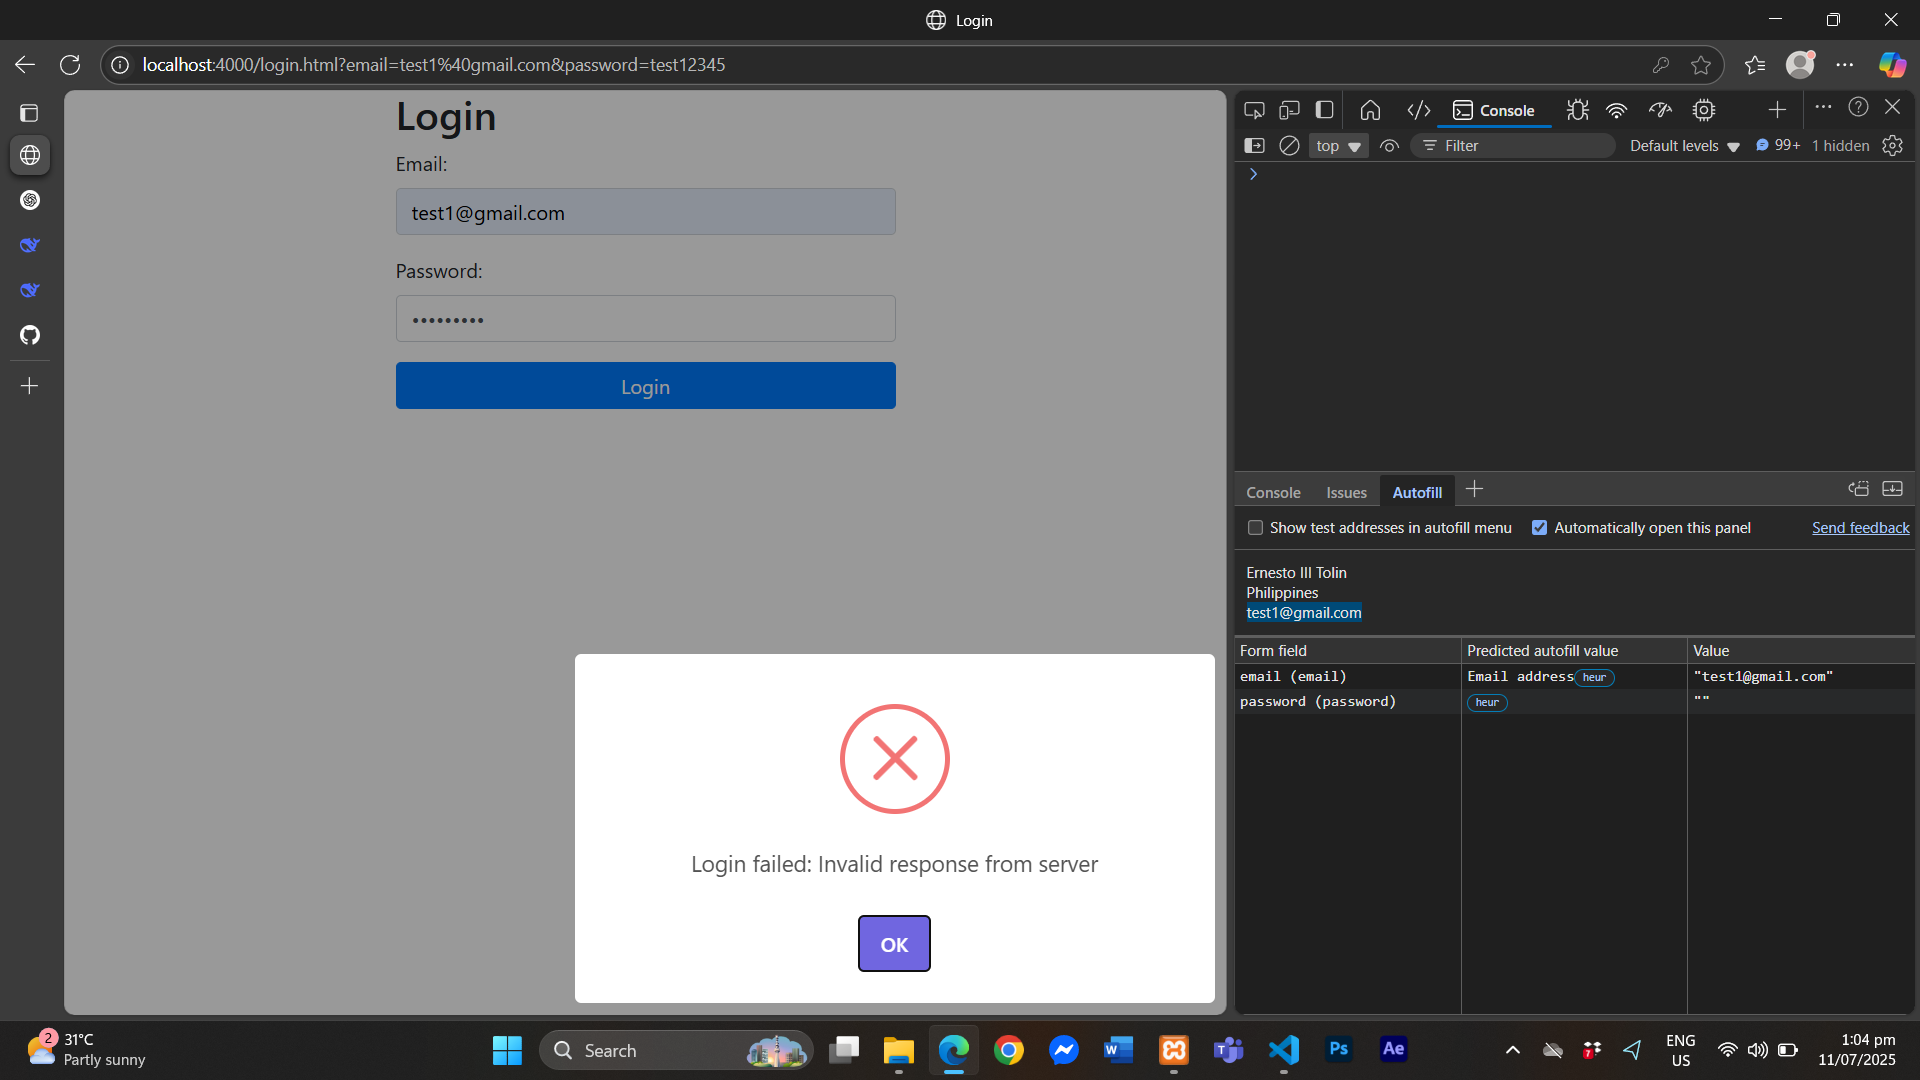 Login
localhost:4000/login.html?email=test1%40gmail.com&password=test12345
Login
Email:
test1@gmail.com
Password:
•••••••••
Login
Login failed: Invalid response from server
OK
Console
top
Filter
Default levels
99+
1 hidden
Console
Issues
Autofill
Show test addresses in autofill menu
Automatically open this panel
Send feedback
Ernesto III Tolin
Philippines
test1@gmail.com
Form field
Predicted autofill value
Value
email (email)
Email address heur
"test1@gmail.com"
password (password)
heur
""
2
31°C
Partly sunny
Search
W
T
Ps
Ae
7
ENG
US
1:04 pm
11/07/2025